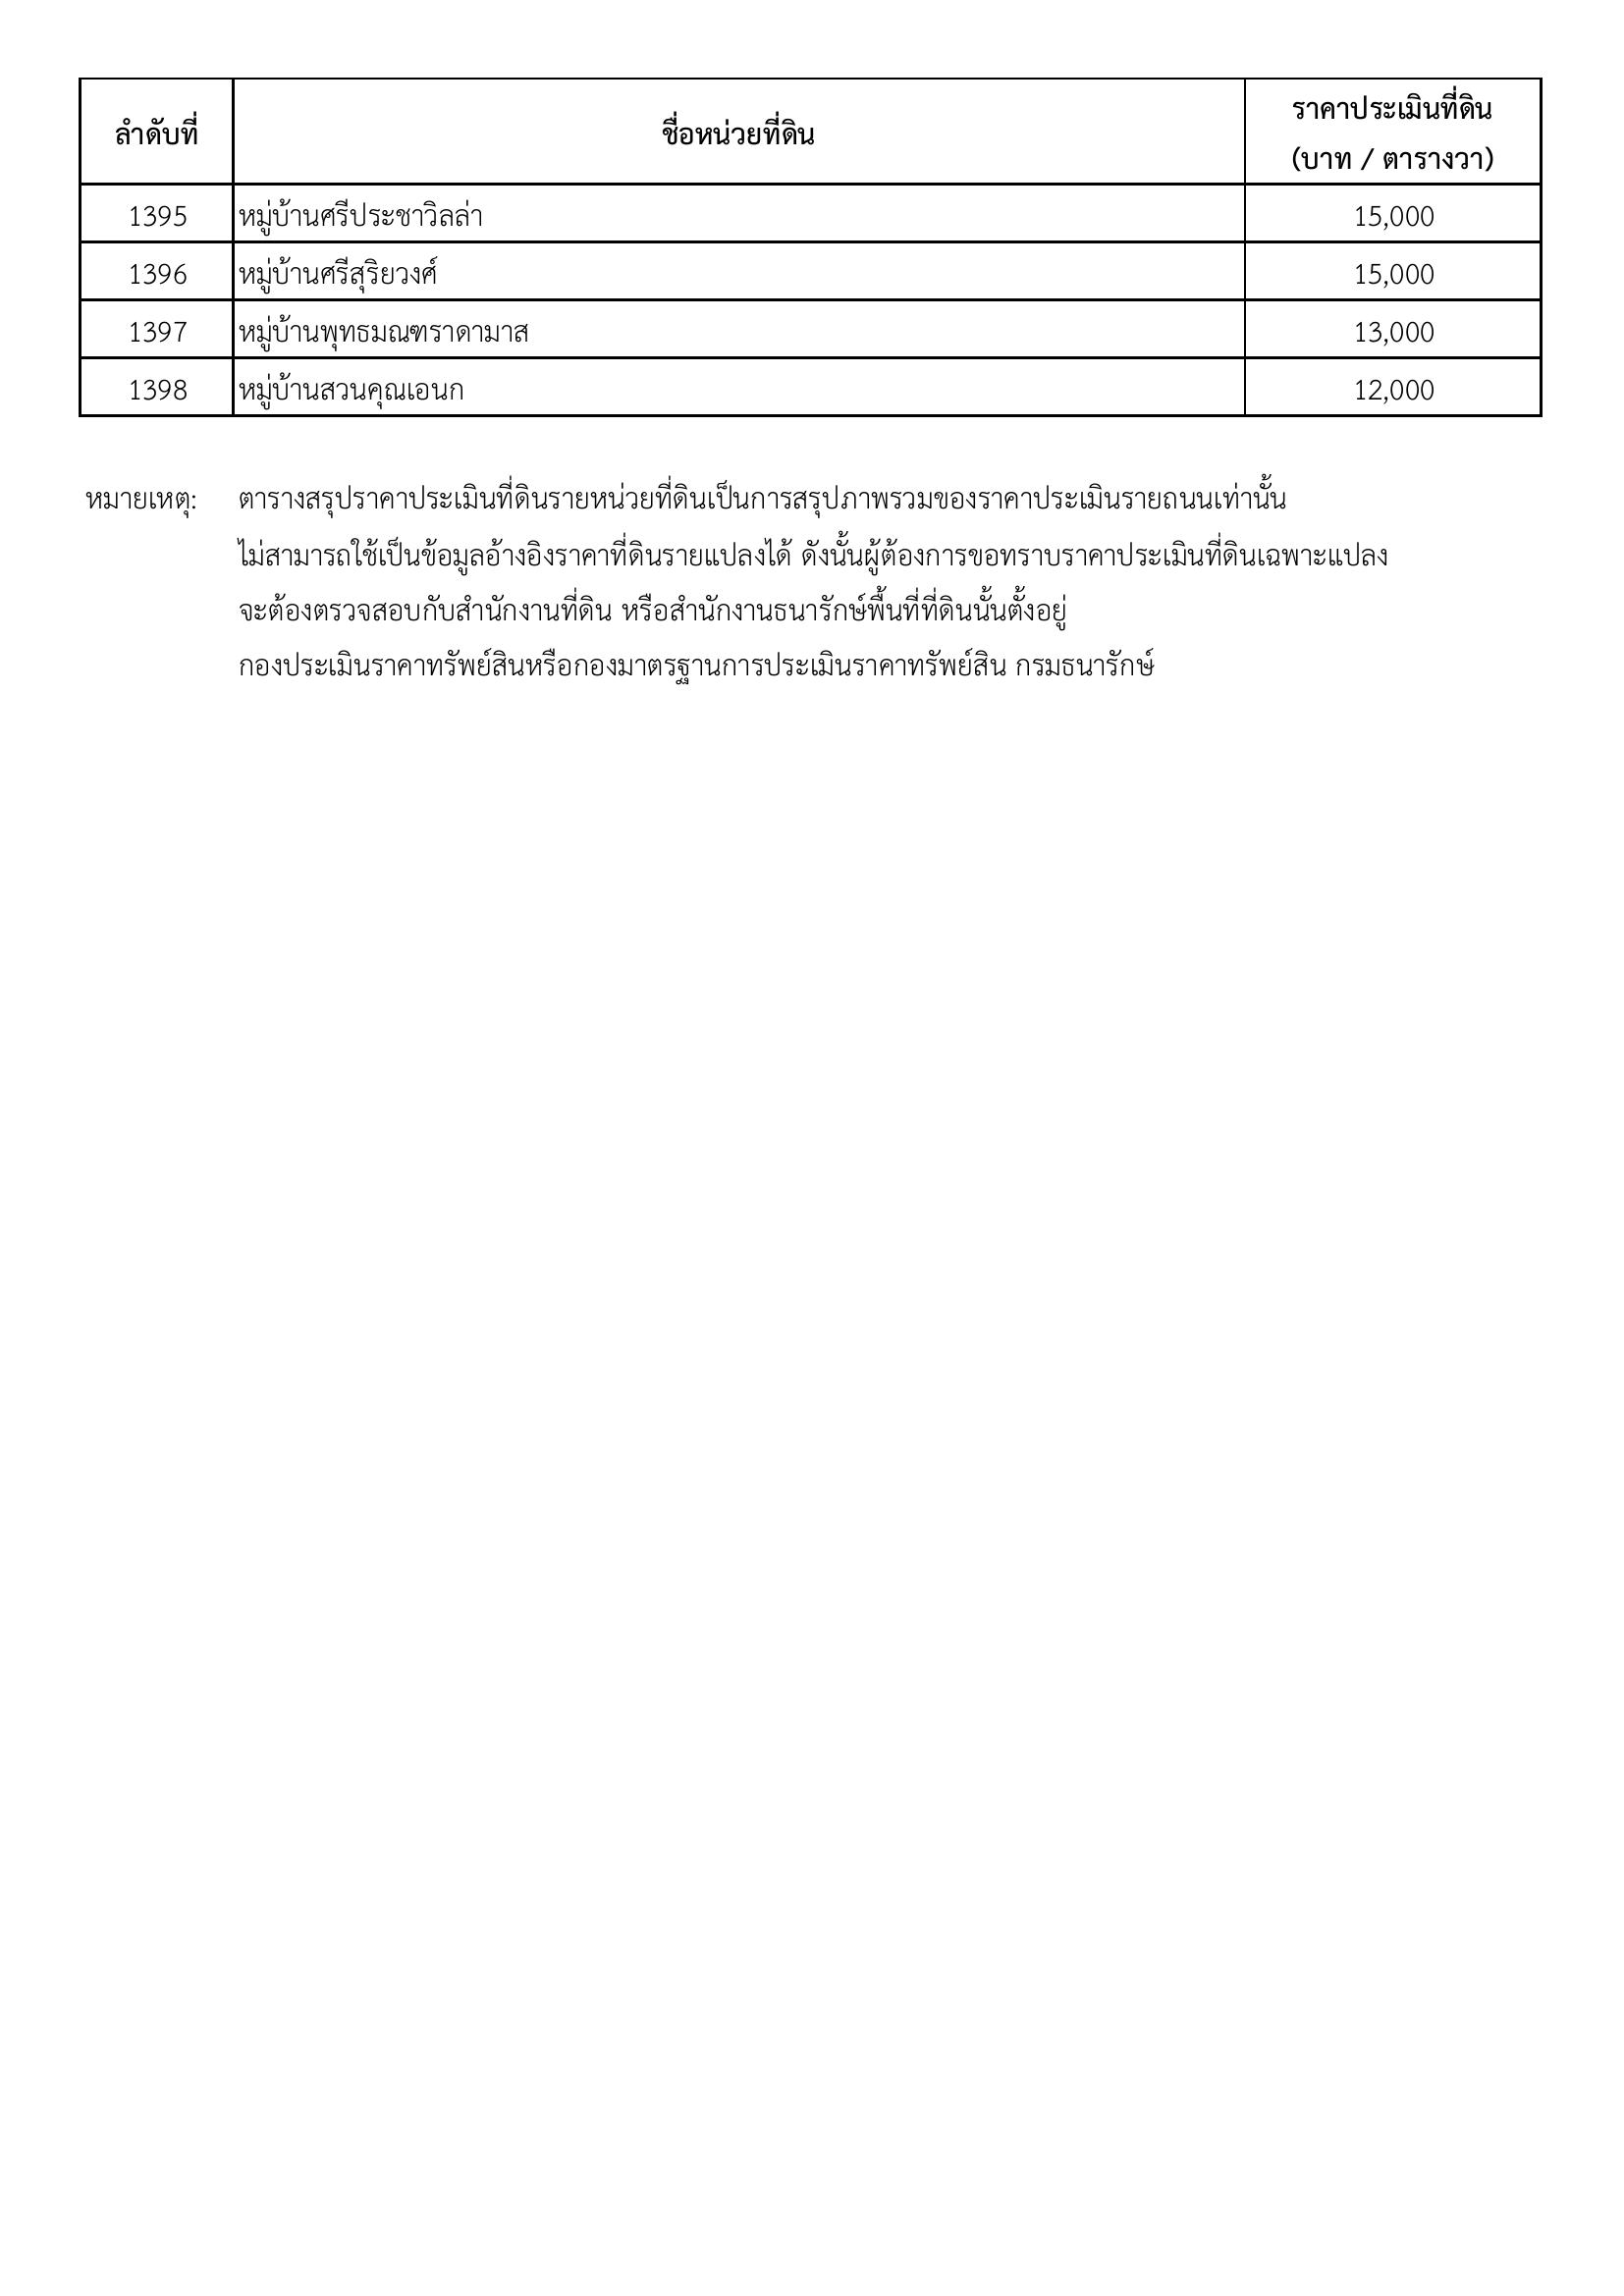 ลำดับที่ ชื่อหน่วยที่ดิน ราคาประเมินที่ดิน
(บาท / ตารางวา)
1395 หมู่บ้านศรีประชาวิลล่า 15,000
1396 หมู่บ้านศรีสุริยวงศ์ 15,000
1397 หมู่บ้านพุทธมณฑราดามาส 13,000
1398 หมู่บ้านสวนคุณเอนก 12,000
หมายเหตุ: ตารางสรุปราคาประเมินที่ดินรายหน่วยที่ดินเป็นการสรุปภาพรวมของราคาประเมินรายถนนเท่านั้น
ไม่สามารถใช้เป็นข้อมูลอ้างอิงราคาที่ดินรายแปลงได้ ดังนั้นผู้ต้องการขอทราบราคาประเมินที่ดินเฉพาะแปลง
จะต้องตรวจสอบกับสำนักงานที่ดิน หรือสำนักงานธนารักษ์พื้นที่ที่ดินนั้นตั้งอยู่
กองประเมินราคาทรัพย์สินหรือกองมาตรฐานการประเมินราคาทรัพย์สิน กรมธนารักษ์